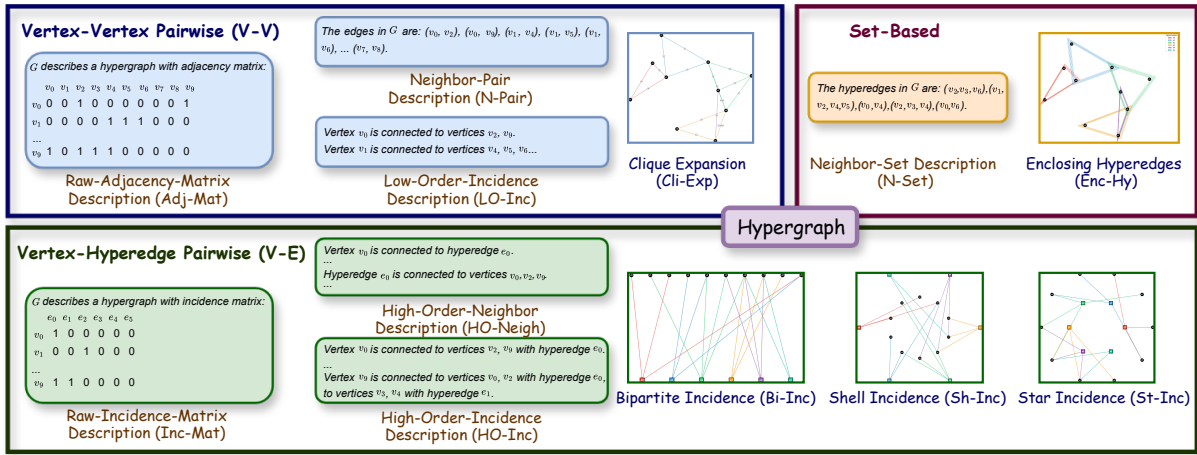 Vertex-Vertex Pairwise (V-V)
G describes a hypergraph with adjacency matrix:
v₀ v₁ v₂ v₃ v₄ v₅ v₆ v₇ v₈ v₉
v₀ 0 0 1 0 0 0 0 0 0 1
v₁ 0 0 0 0 1 1 1 0 0 0
...
v₉ 1 0 1 1 1 0 0 0 0 0
Raw-Adjacency-Matrix
Description (Adj-Mat)
The edges in G are: (v₀, v₂), (v₀, v₉), (v₁, v₄), (v₁, v₅), (v₁,
v₆), ... (v₇, v₈).
Neighbor-Pair
Description (N-Pair)
Vertex v₀ is connected to vertices v₂, v₉.
Vertex v₁ is connected to vertices v₄, v₅, v₆...
Low-Order-Incidence
Description (LO-Inc)
Clique Expansion
(Cli-Exp)
Set-Based
The hyperedges in G are: (v₂,v₃,v₆),(v₁,
v₂,v₄,v₅),(v₀,v₄),(v₂,v₃,v₄),(v₀,v₆).
Neighbor-Set Description
(N-Set)
Enclosing Hyperedges
(Enc-Hy)
Hypergraph
Vertex-Hyperedge Pairwise (V-E)
G describes a hypergraph with incidence matrix:
e₀ e₁ e₂ e₃ e₄ e₅
v₀ 1 0 0 0 0 0
v₁ 0 0 1 0 0 0
...
v₉ 1 1 0 0 0 0
Raw-Incidence-Matrix
Description (Inc-Mat)
Vertex v₀ is connected to hyperedge e₀.
...
Hyperedge e₀ is connected to vertices v₀,v₂,v₉.
...
High-Order-Neighbor
Description (HO-Neigh)
Vertex v₀ is connected to vertices v₂, v₉ with hyperedge e₀.
...
Vertex v₉ is connected to vertices v₀, v₂ with hyperedge e₀,
to vertices v₃, v₄ with hyperedge e₁.
High-Order-Incidence
Description (HO-Inc)
Bipartite Incidence (Bi-Inc)
Shell Incidence (Sh-Inc)
Star Incidence (St-Inc)